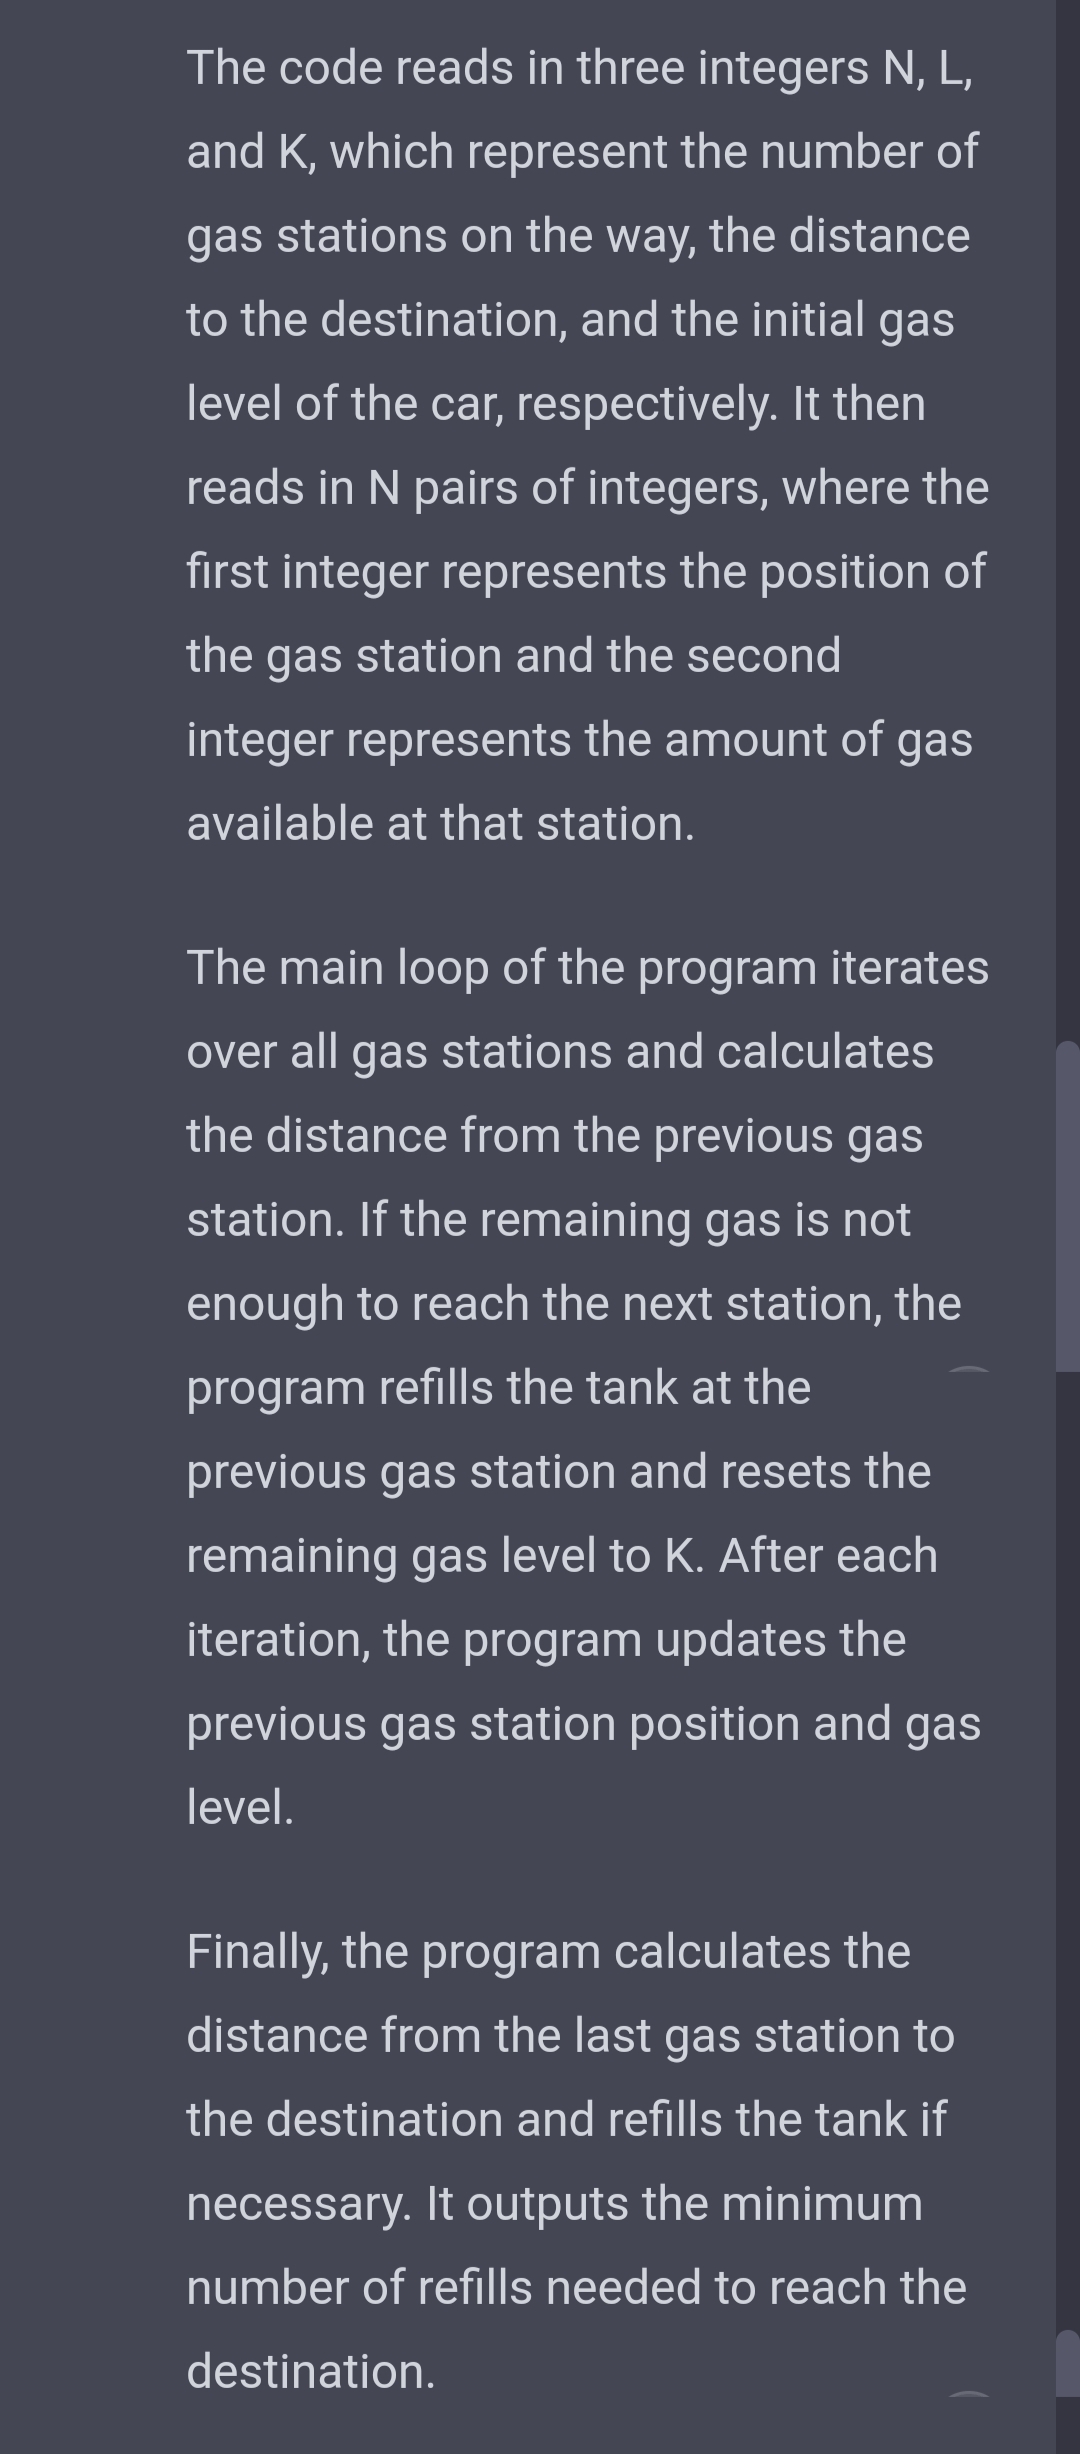 The code reads in three integers N, L,
and K, which represent the number of
gas stations on the way, the distance
to the destination, and the initial gas
level of the car, respectively. It then
reads in N pairs of integers, where the
first integer represents the position of
the gas station and the second
integer represents the amount of gas
available at that station.
The main loop of the program iterates
over all gas stations and calculates
the distance from the previous gas
station. If the remaining gas is not
enough to reach the next station, the
program refills the tank at the
previous gas station and resets the
remaining gas level to K. After each
iteration, the program updates the
previous gas station position and gas
level.
Finally, the program calculates the
distance from the last gas station to
the destination and refills the tank if
necessary. It outputs the minimum
number of refills needed to reach the
destination.